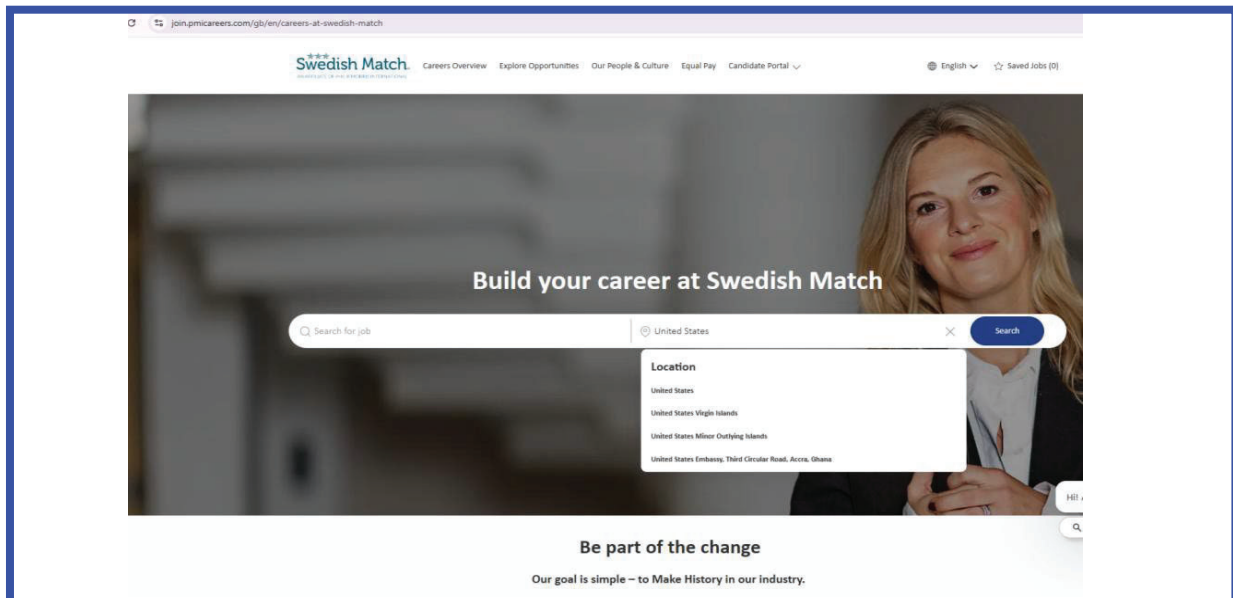 join.pmicareers.com/gb/en/careers-at-swedish-match
Swedish Match. Careers Overview Explore Opportunities Our People & Culture Equal Pay Candidate Portal English Saved Jobs (0)
Build your career at Swedish Match
Search for job United States Search
Location
United States
United States Virgin Islands
United States Minor Outlying Islands
United States Embassy, Third Circular Road, Accra, Ghana
Hi!
Be part of the change
Our goal is simple – to Make History in our industry.